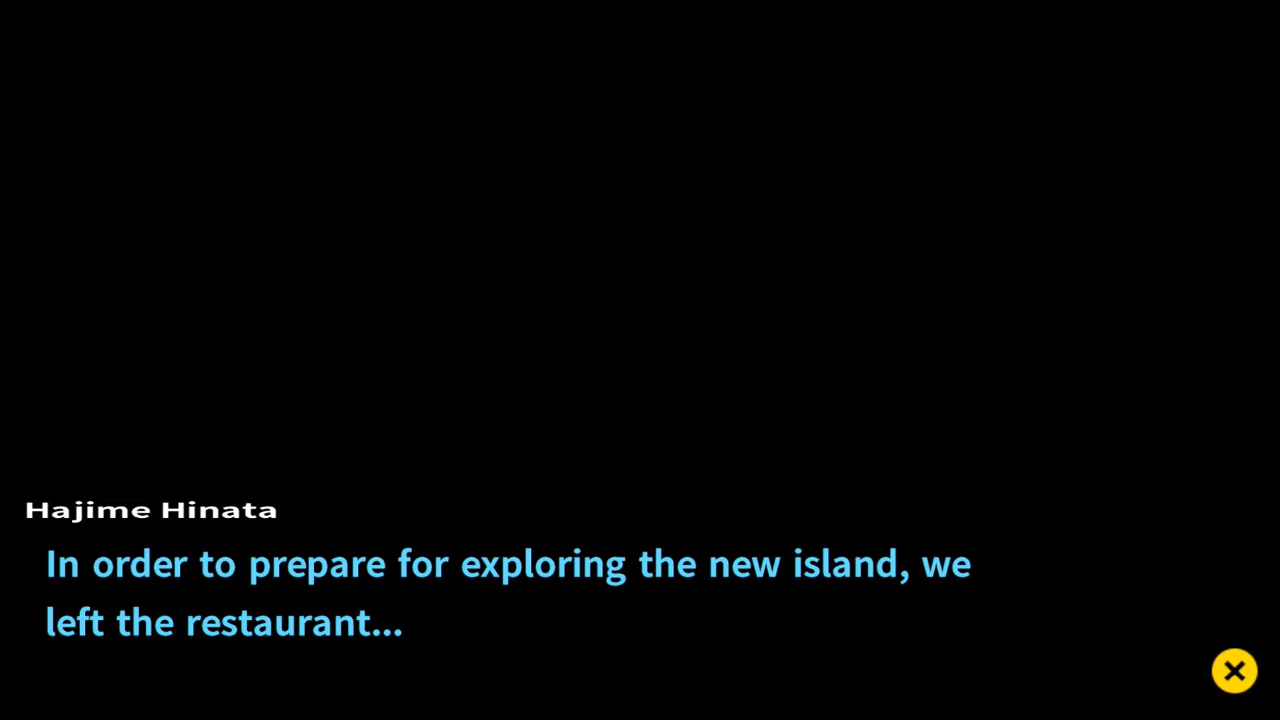 Hajime Hinata
In order to prepare for exploring the new island, we
left the restaurant...